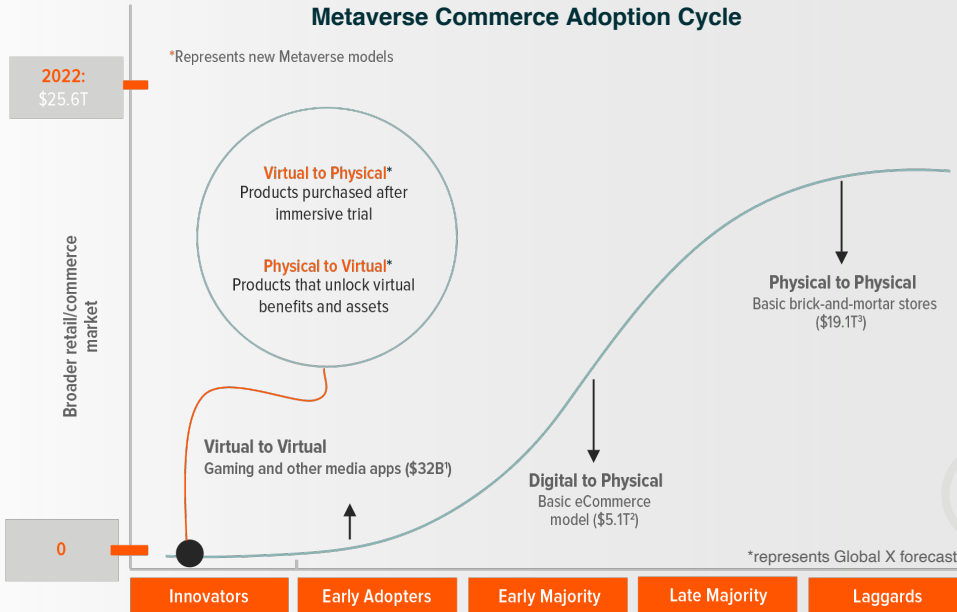 Metaverse Commerce Adoption Cycle
*Represents new Metaverse models
2022:
$25.6T
Virtual to Physical*
Products purchased after
immersive trial
Physical to Virtual*
Products that unlock virtual
benefits and assets
Broader retail/commerce
market
Physical to Physical
Basic brick-and-mortar stores
($19.1T³)
Virtual to Virtual
Gaming and other media apps ($32B¹)
Digital to Physical
Basic eCommerce
model ($5.1T²)
0
*represents Global X forecast
Innovators
Early Adopters
Early Majority
Late Majority
Laggards